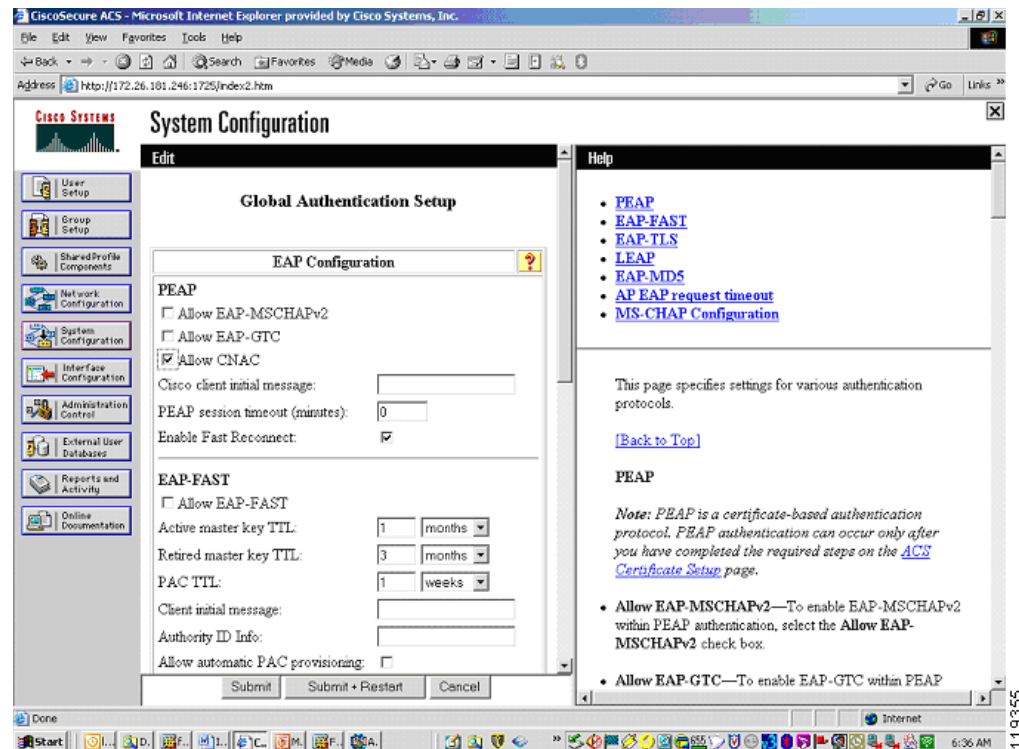 CiscoSecure ACS - Microsoft Internet Explorer provided by Cisco Systems, Inc.
File Edit View Favorites Tools Help
Back Search Favorites Media
Address http://172.26.181.246:1725/index2.htm Go Links »
CISCO SYSTEMS
System Configuration
Edit
User Setup
Group Setup
Shared Profile Components
Network Configuration
System Configuration
Interface Configuration
Administration Control
External User Databases
Reports and Activity
Online Documentation
Global Authentication Setup
EAP Configuration ?
PEAP
Allow EAP-MSCHAPv2
Allow EAP-GTC
Allow CNAC
Cisco client initial message:
PEAP session timeout (minutes): 0
Enable Fast Reconnect:
EAP-FAST
Allow EAP-FAST
Active master key TTL: 1 months
Retired master key TTL: 3 months
PAC TTL: 1 weeks
Client initial message:
Authority ID Info:
Allow automatic PAC provisioning:
Submit Submit + Restart Cancel
Help
• PEAP
• EAP-FAST
• EAP-TLS
• LEAP
• EAP-MD5
• AP EAP request timeout
• MS-CHAP Configuration
This page specifies settings for various authentication
protocols.
[Back to Top]
PEAP
Note: PEAP is a certificate-based authentication
protocol. PEAP authentication can occur only after
you have completed the required steps on the ACS
Certificate Setup page.
• Allow EAP-MSCHAPv2—To enable EAP-MSCHAPv2
within PEAP authentication, select the Allow EAP-
MSCHAPv2 check box.
• Allow EAP-GTC—To enable EAP-GTC within PEAP
Done Internet
Start I... D. F.. 1.. C.. M. F.. A. » 6:36 AM
119355